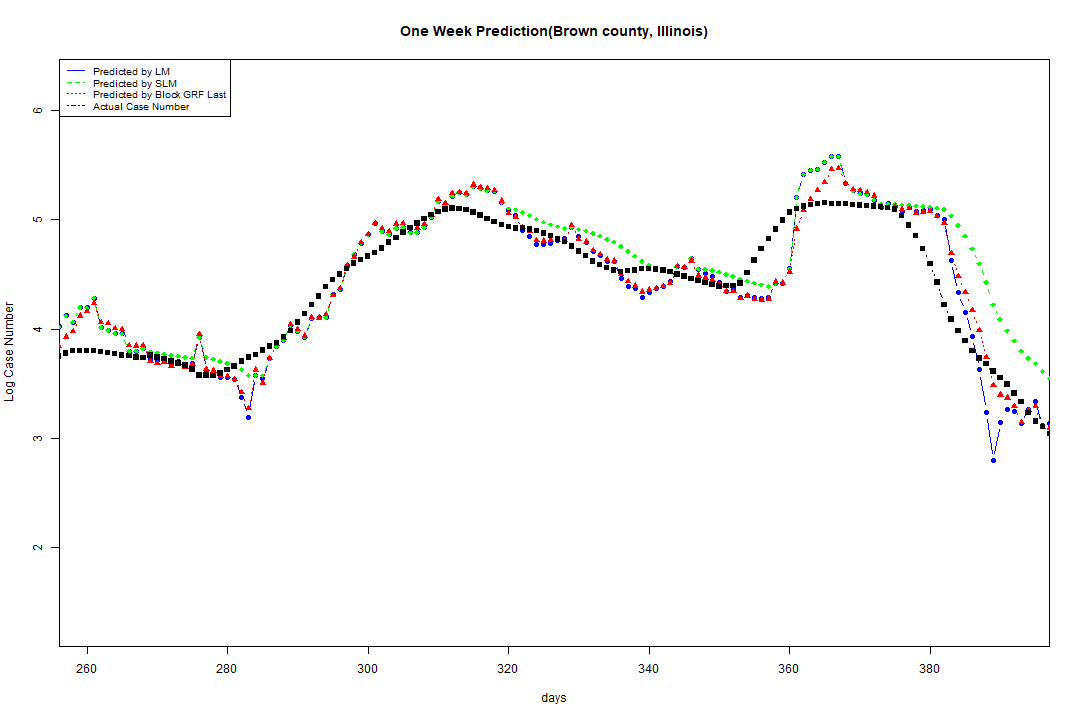 One Week Prediction(Brown county, Illinois)
Predicted by LM
Predicted by SLM
Predicted by Block GRF Last
Actual Case Number
6
5
4
3
2
Log Case Number
260 280 300 320 340 360 380
days